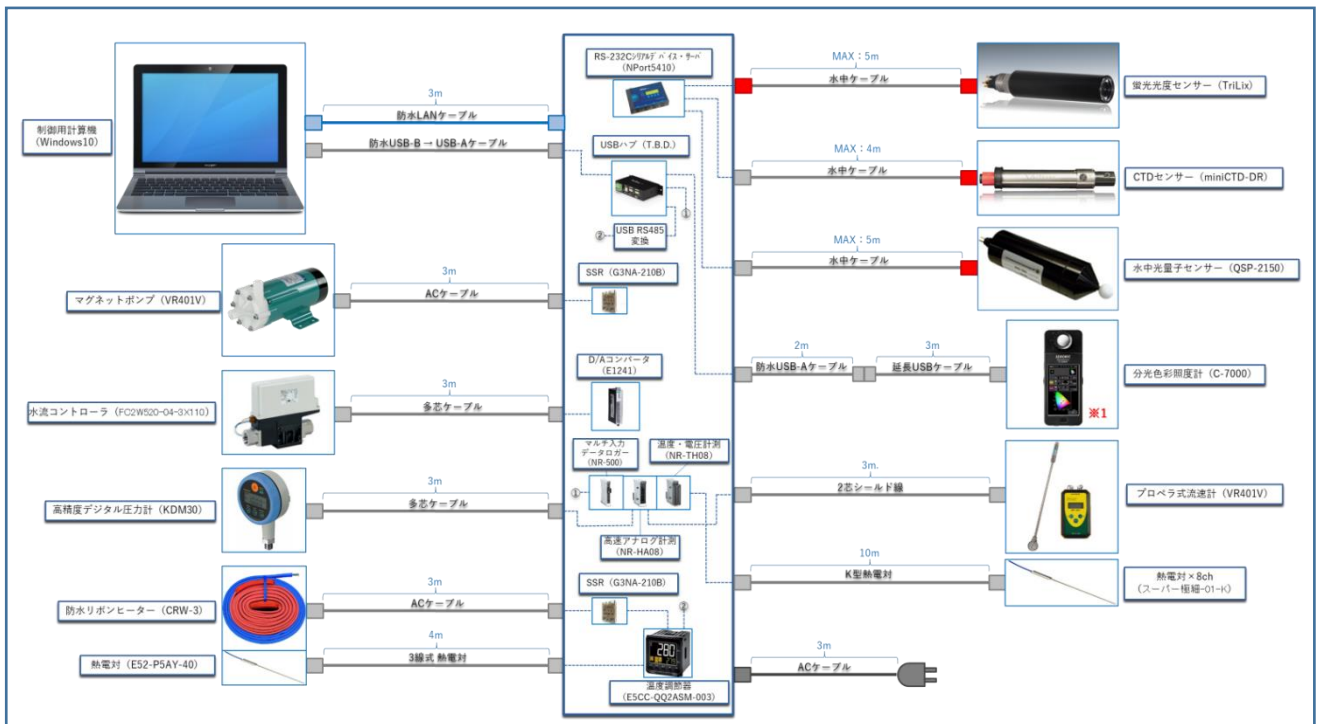 制御用計算機
(Windows10)
3m
防水LANケーブル
防水USB-B → USB-Aケーブル
マグネットポンプ（VR401V）
3m
ACケーブル
水流コントローラ（FC2W520-04-3X110）
3m
多芯ケーブル
高精度デジタル圧力計（KDM30）
3m
多芯ケーブル
防水リボンヒーター（CRW-3）
3m
ACケーブル
熱電対（E52-P5AY-40）
4m
3線式 熱電対
RS-232Cｼﾘｱﾙﾃﾞﾊﾞｲｽ・ｻｰﾊﾞ
(NPort5410)
USBハブ（T.B.D.）
①
②
USB RS485
変換
SSR（G3NA-210B）
D/Aコンバータ
(E1241)
マルチ入力
データロガー
(NR-500)
温度・電圧計測
(NR-TH08)
①
高速アナログ計測
(NR-HA08)
SSR（G3NA-210B）
②
温度調節器
(E5CC-QQ2ASM-003)
MAX：5m
水中ケーブル
蛍光光度センサー（TriLix）
MAX：4m
水中ケーブル
CTDセンサー（miniCTD-DR）
MAX：5m
水中ケーブル
水中光量子センサー（QSP-2150）
2m
防水USB-Aケーブル
3m
延長USBケーブル
分光色彩照度計（C-7000）
※1
3m.
2芯シールド線
プロペラ式流速計（VR401V）
10m
K型熱電対
熱電対×8ch
(スーパー極細-01-K)
3m
ACケーブル